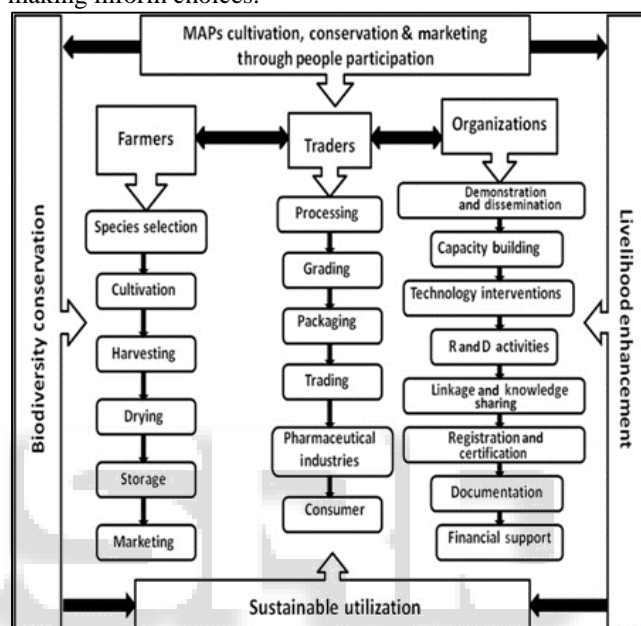 making inform choices.
MAPs cultivation, conservation & marketing
through people participation
Biodiversity conservation
Farmers
Species selection
Cultivation
Harvesting
Drying
Storage
Marketing
Traders
Processing
Grading
Packaging
Trading
Pharmaceutical
industries
Consumer
Organizations
Demonstration
and dissemination
Capacity building
Technology interventions
R and D activities
Linkage and knowledge
sharing
Registration and
certification
Documentation
Financial support
Livelihood enhancement
Sustainable utilization